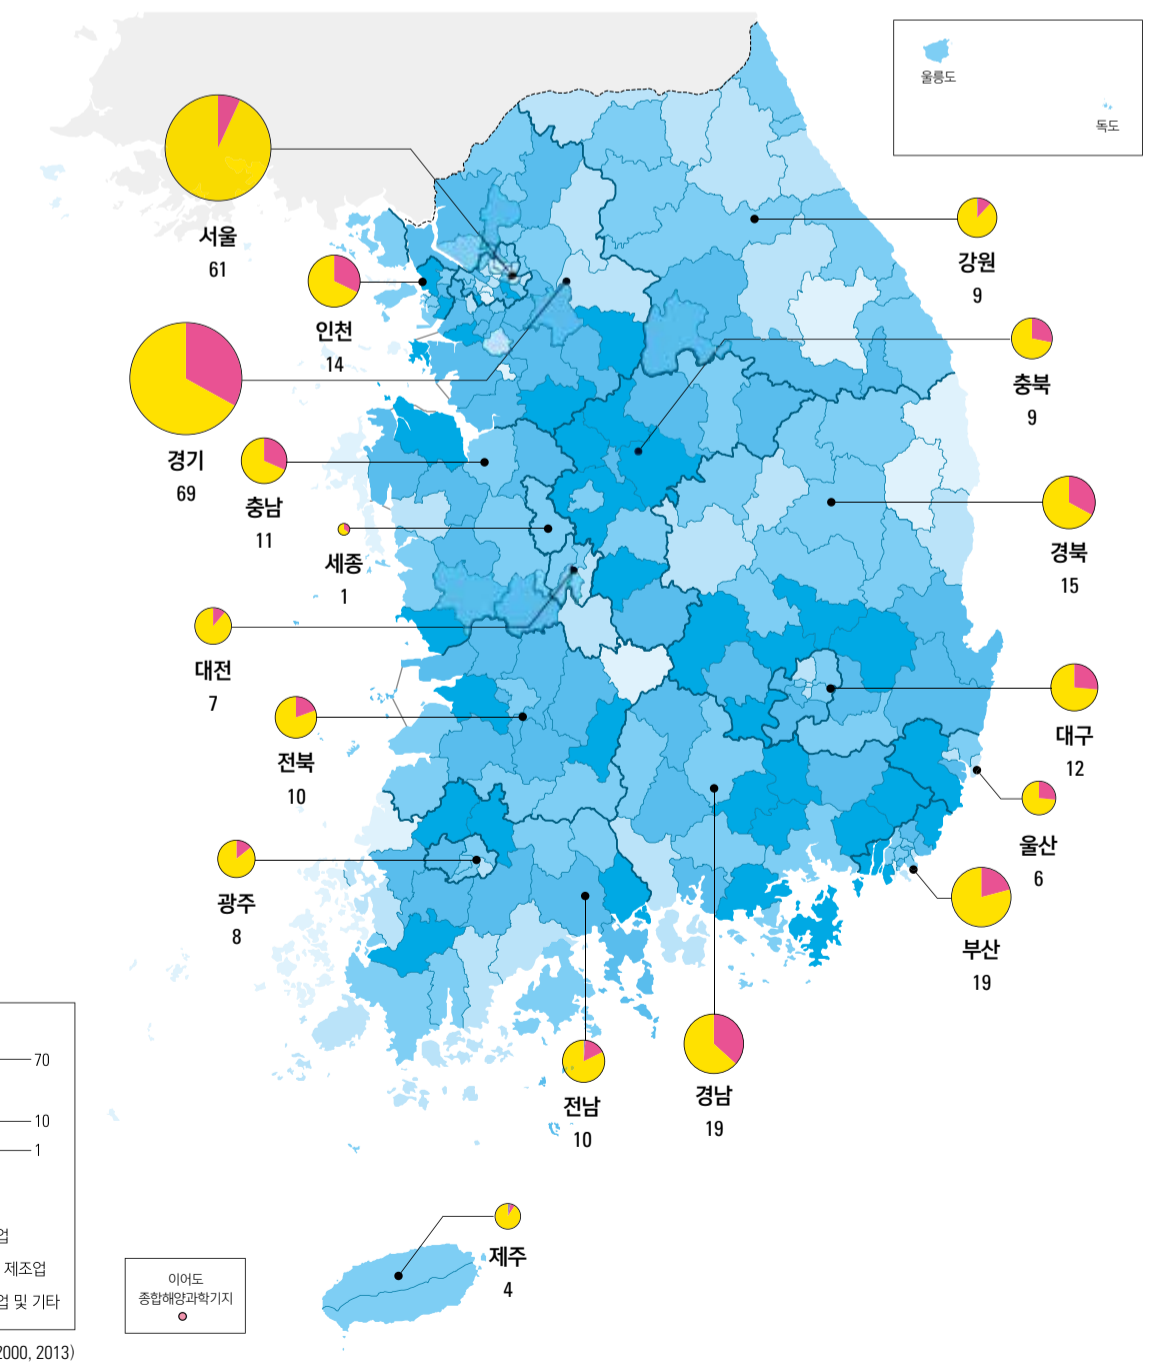 울릉도
독도
서울
61
강원
9
인천
14
충북
9
경기
69
충남
11
경북
15
세종
1
대전
7
대구
12
전북
10
울산
6
광주
8
부산
19
경남
19
전남
10
70
10
1
업
제조업
업 및 기타
2000, 2013)
제주
4
이어도
종합해양과학기지